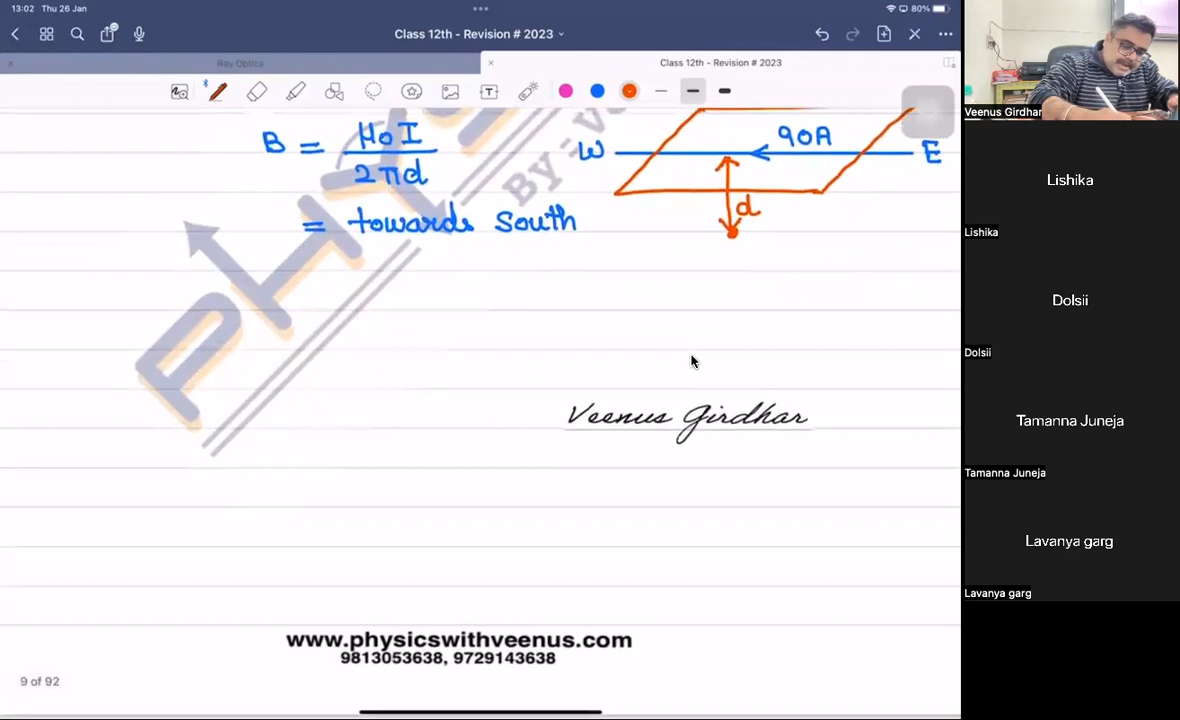 13:02 Thu 26 Jan
80%
Class 12th - Revision # 2023
Ray Optics
Class 12th - Revision # 2023
B = μ₀I / 2πd
W
90A
E
d
= towards South
PHYS
By:-V
Veenus Girdhar
www.physicswithveenus.com
9813053638, 9729143638
9 of 92
Veenus Girdhar
Lishika
Lishika
Dolsii
Dolsii
Tamanna Juneja
Tamanna Juneja
Lavanya garg
Lavanya garg